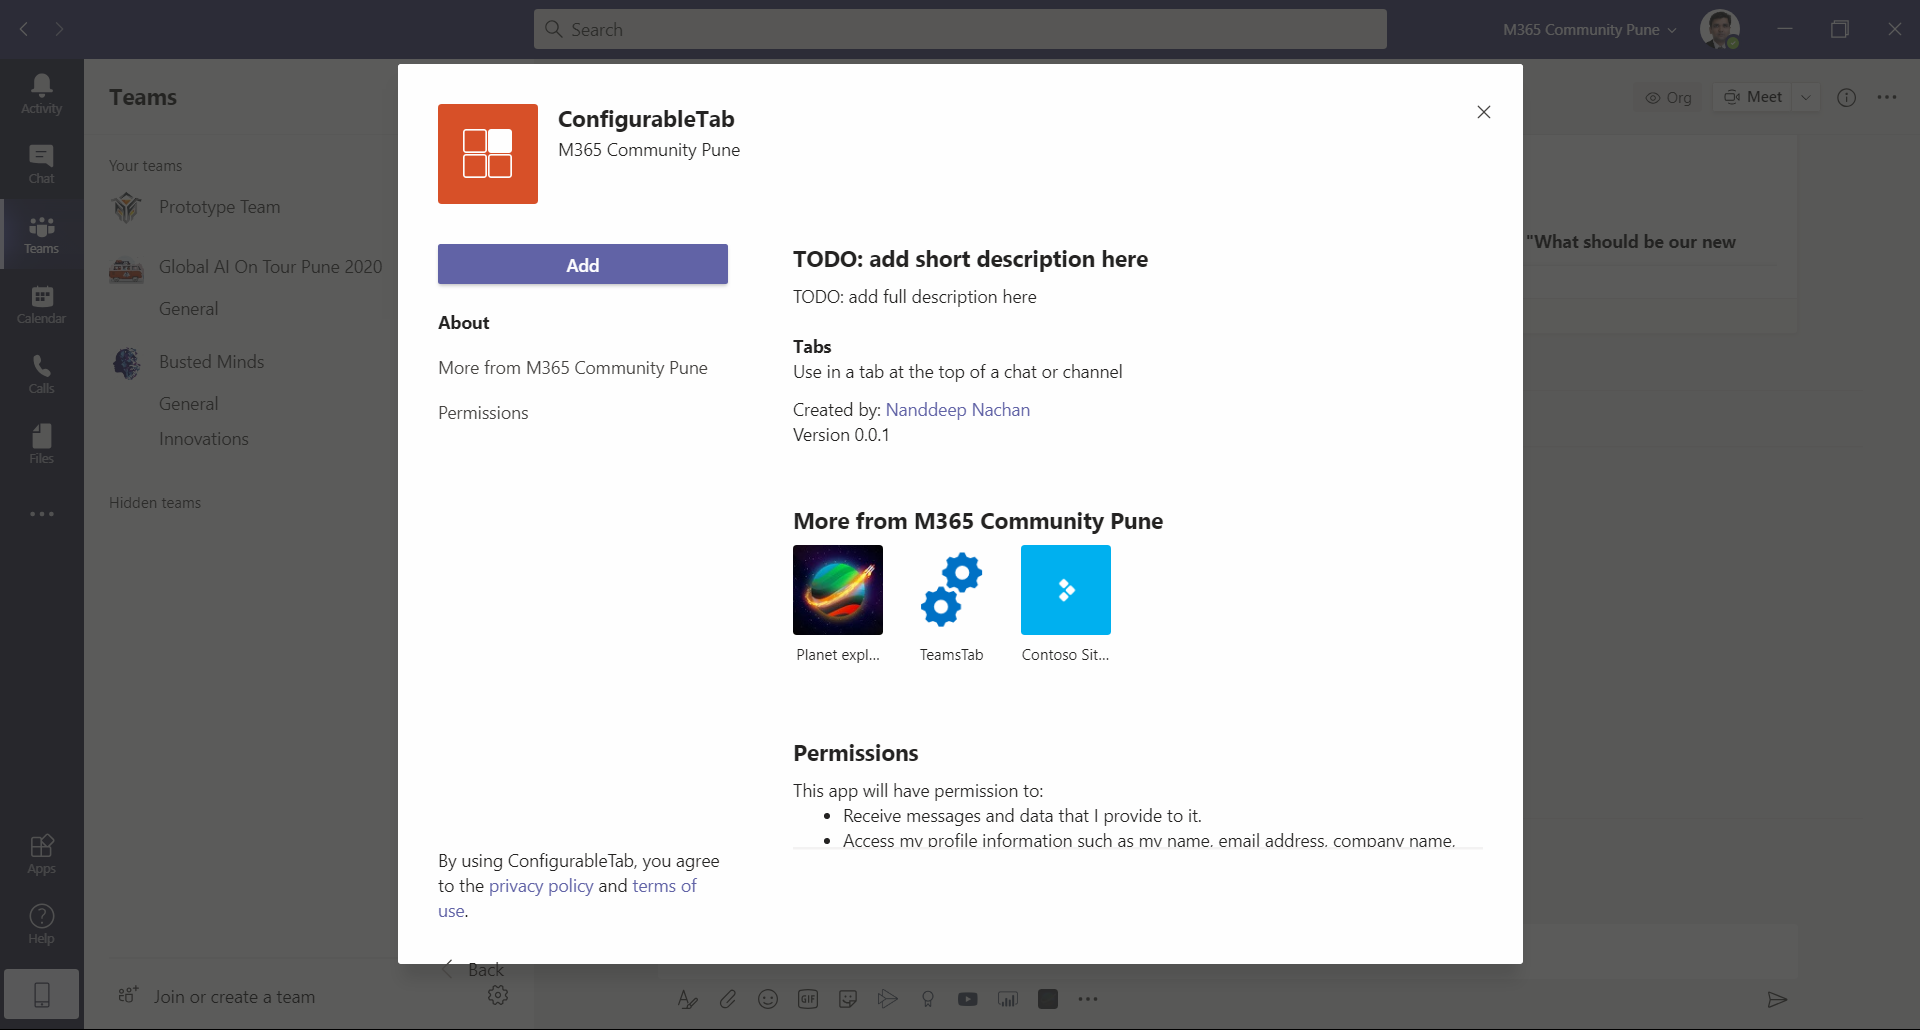 Search
M365 Community Pune
Activity
Chat
Teams
Calendar
Calls
Files
Apps
Help
Teams
Your teams
Prototype Team
Global AI On Tour Pune 2020
General
Busted Minds
General
Innovations
Hidden teams
Join or create a team
Org
Meet
"What should be our new
ConfigurableTab
M365 Community Pune
Add
About
More from M365 Community Pune
Permissions
By using ConfigurableTab, you agree
to the privacy policy and terms of
use.
Back
TODO: add short description here
TODO: add full description here
Tabs
Use in a tab at the top of a chat or channel
Created by: Nanddeep Nachan
Version 0.0.1
More from M365 Community Pune
Planet expl...
TeamsTab
Contoso Sit...
Permissions
This app will have permission to:
• Receive messages and data that I provide to it.
• Access my profile information such as my name, email address, company name,
GIF